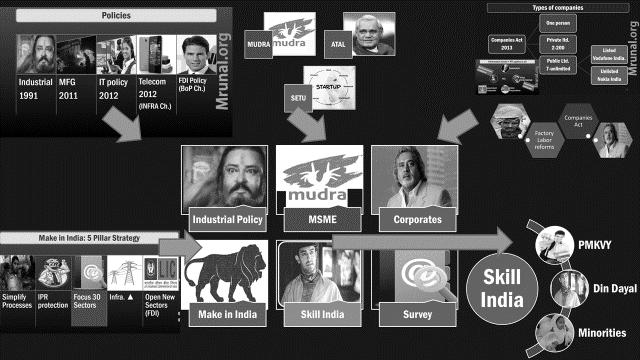 Policies
Mrunal.org
Industrial
1991
MFG
2011
IT policy
2012
Telecom
2012
(INFRA Ch.)
FDI Policy
(BoP Ch.)
MUDRA
mudra
ATAL
SETU
STARTUP
Types of companies
Companies Act
2013
One person
Private ltd.
2-200
Public Ltd.
7-unlimited
Listed
Vodafone India.
Unlisted
Nokia India
Mrunal.org
Factory
Labor
reforms
Companies
Act
Industrial Policy
mudra
MSME
Corporates
Make in India: 5 Pillar Strategy
Simplify
Processes
IPR
protection
Focus 30
Sectors
Infra. ▲
LIC
Open New
Sectors
(FDI)
Make in India
Skill India
Survey
Skill
India
PMKVY
Din Dayal
Minorities